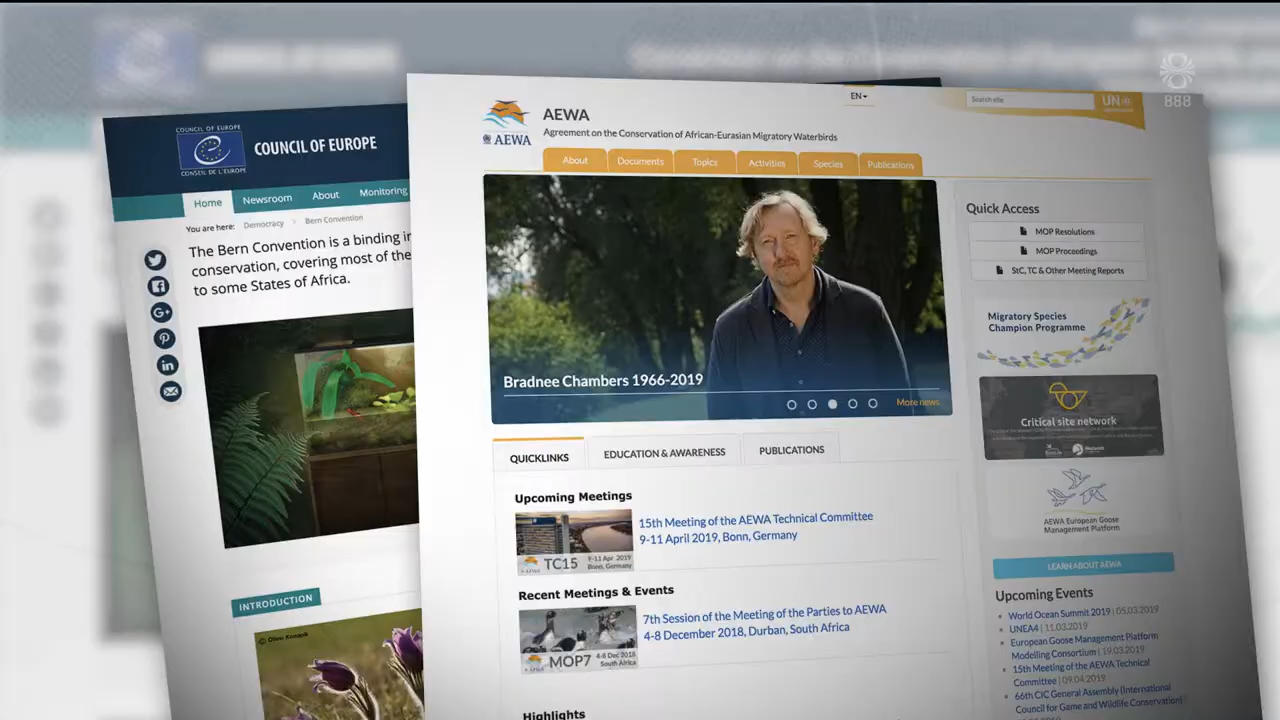 888
COUNCIL OF EUROPE
CONSEIL DE L'EUROPE
COUNCIL OF EUROPE
Home
Newsroom
About
Monitoring
You are here:
Democracy
Bern Convention
The Bern Convention is a binding
conservation, covering most of the
to some States of Africa.
INTRODUCTION
AEWA
AEWA
Agreement on the Conservation of African-Eurasian Migratory Waterbirds
EN
Search site
UN
About
Documents
Topics
Activities
Species
Publications
Bradnee Chambers 1966-2019
More news
QUICKLINKS
EDUCATION & AWARENESS
PUBLICATIONS
Upcoming Meetings
TC15
9-11 Apr 2019
Bonn, Germany
15th Meeting of the AEWA Technical Committee
9-11 April 2019, Bonn, Germany
Recent Meetings & Events
MOP7
4-8 Dec 2018
South Africa
7th Session of the Meeting of the Parties to AEWA
4-8 December 2018, Durban, South Africa
Highlights
Quick Access
MOP Resolutions
MOP Proceedings
StC, TC & Other Meeting Reports
Migratory Species
Champion Programme
Critical site network
AEWA European Goose
Management Platform
LEARN ABOUT AEWA
Upcoming Events
World Ocean Summit 2019 | 05.03.2019
UNEA4 | 11.03.2019
European Goose Management Platform
Modelling Consortium | 19.03.2019
15th Meeting of the AEWA Technical
Committee | 09.04.2019
66th CIC General Assembly (International
Council for Game and Wildlife Conservation)